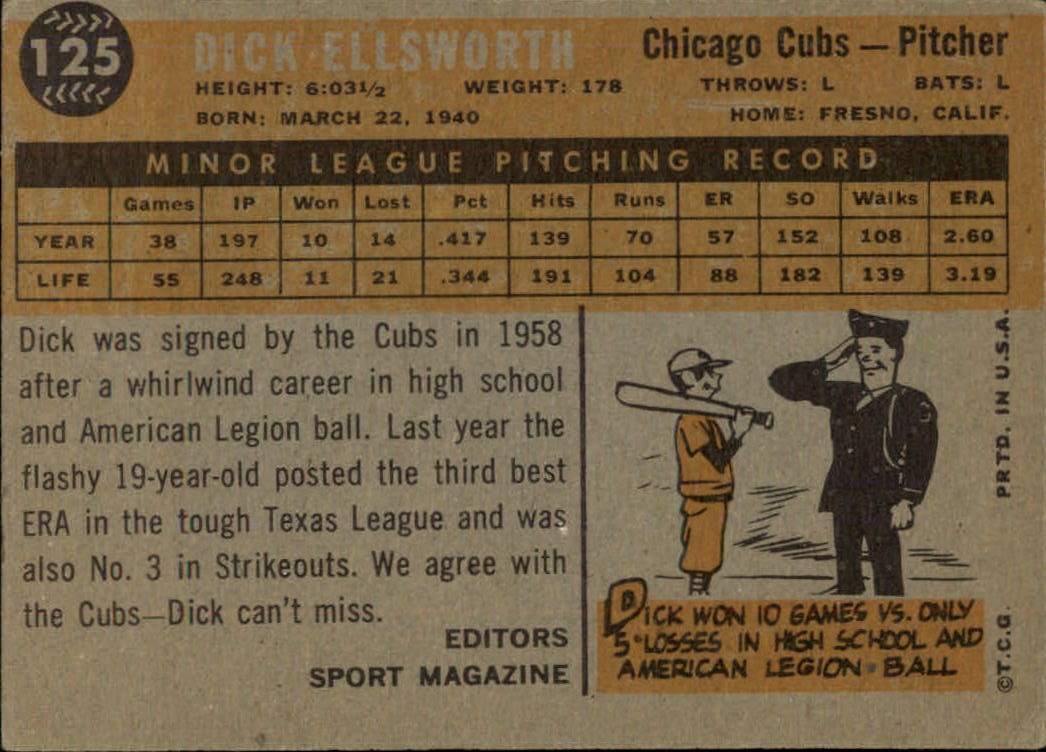 125
DICK ELLSWORTH
Chicago Cubs — Pitcher
HEIGHT: 6:03½ WEIGHT: 178 THROWS: L BATS: L
BORN: MARCH 22, 1940 HOME: FRESNO, CALIF.
MINOR LEAGUE PITCHING RECORD
Games IP Won Lost Pct Hits Runs ER SO Walks ERA
YEAR 38 197 10 14 .417 139 70 57 152 108 2.60
LIFE 55 248 11 21 .344 191 104 88 182 139 3.19
Dick was signed by the Cubs in 1958
after a whirlwind career in high school
and American Legion ball. Last year the
flashy 19-year-old posted the third best
ERA in the tough Texas League and was
also No. 3 in Strikeouts. We agree with
the Cubs—Dick can't miss.
EDITORS
SPORT MAGAZINE
DICK WON 10 GAMES VS. ONLY
5 LOSSES IN HIGH SCHOOL AND
AMERICAN LEGION BALL
©T.C.G. PRTD. IN U.S.A.